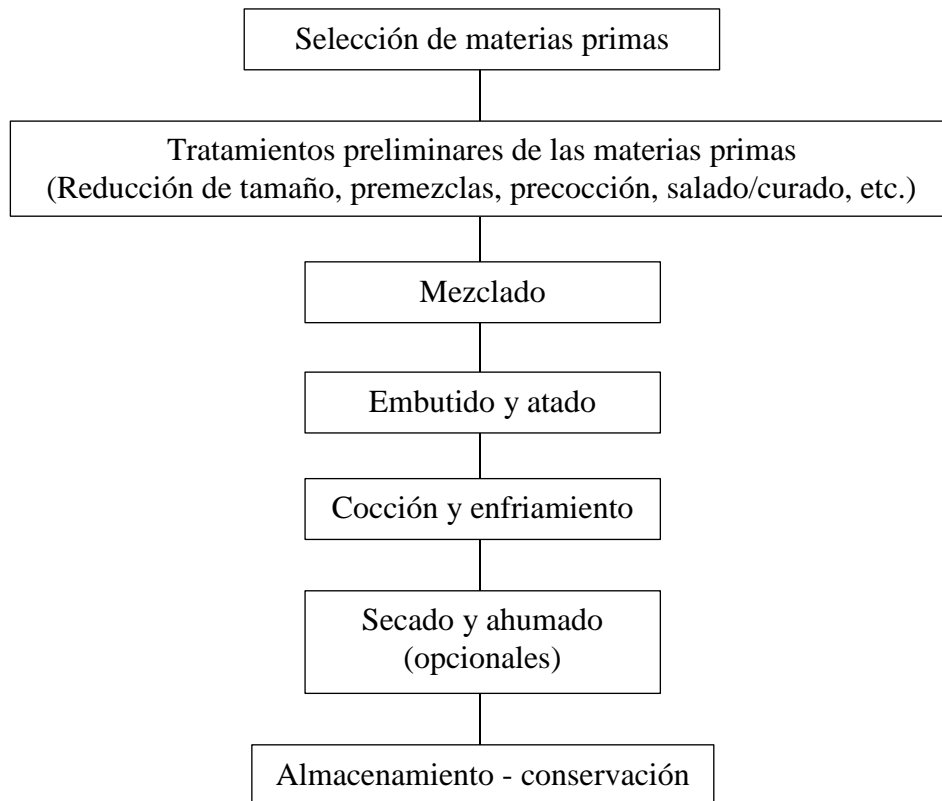 Selección de materias primas
Tratamientos preliminares de las materias primas
(Reducción de tamaño, premezclas, precocción, salado/curado, etc.)
Mezclado
Embutido y atado
Cocción y enfriamiento
Secado y ahumado
(opcionales)
Almacenamiento - conservación